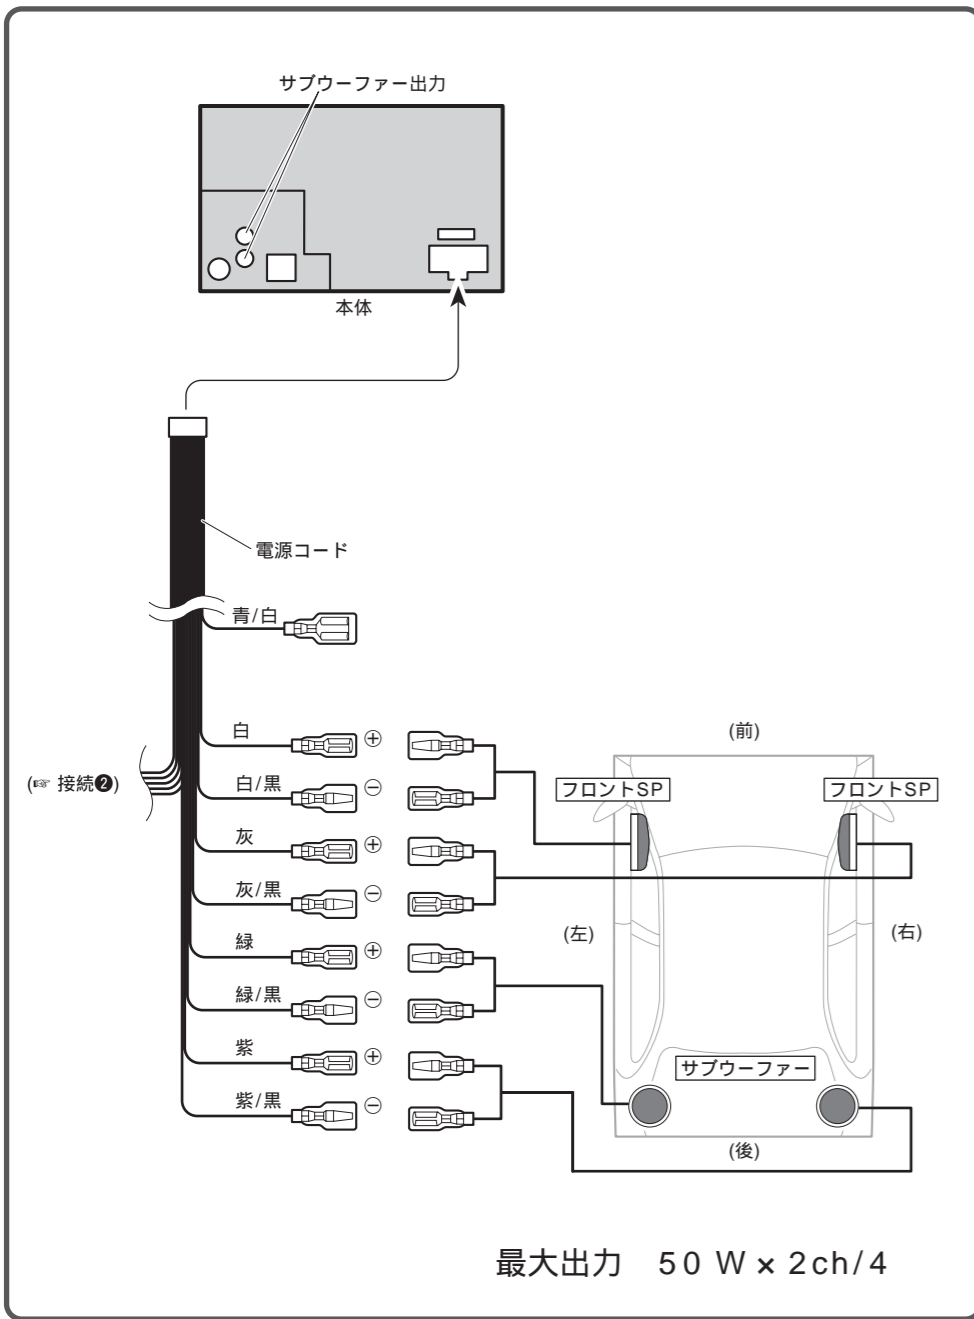 サブウーファー出力
本体
電源コード
青/白
白
⊕
白/黒
⊖
(☞ 接続❷)
灰
⊕
灰/黒
⊖
緑
⊕
緑/黒
⊖
紫
⊕
紫/黒
⊖
(前)
フロントSP
フロントSP
(左)
(右)
サブウーファー
(後)
最大出力 50 W × 2ch/4